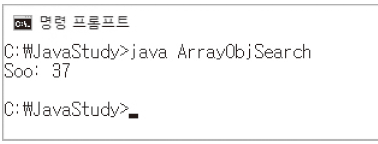 명령 프롬프트
C:₩JavaStudy>java ArrayObjSearch
Soo: 37
C:₩JavaStudy>